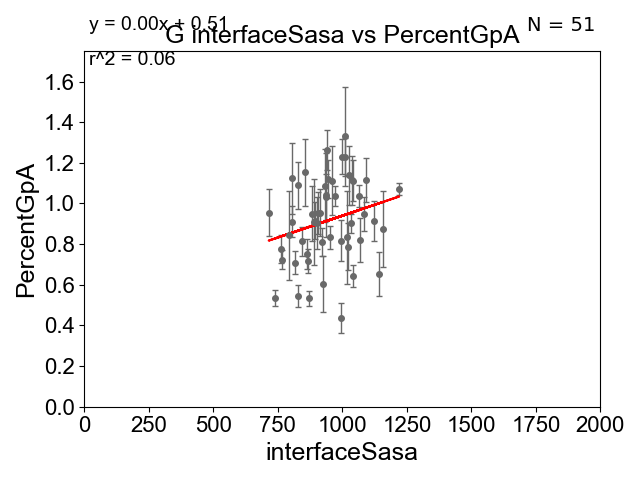 y = 0.00x + 0.51
N = 51
G interfaceSasa vs PercentGpA
r^2 = 0.06
PercentGpA
1.6
1.4
1.2
1.0
0.8
0.6
0.4
0.2
0.0
0 250 500 750 1000 1250 1500 1750 2000
interfaceSasa